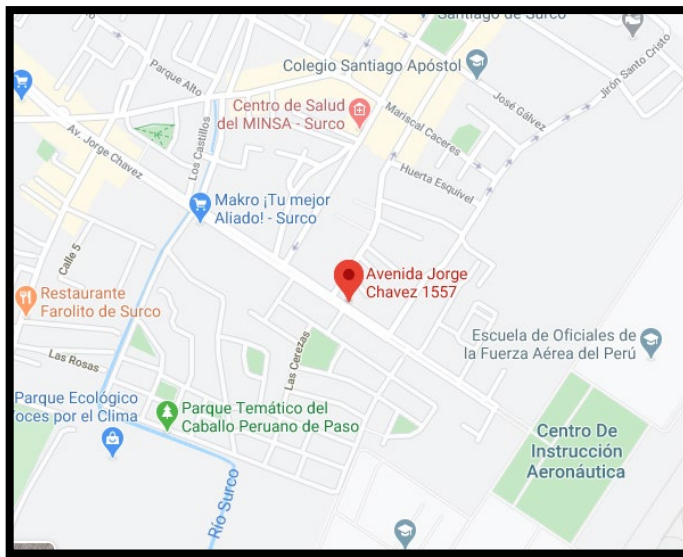 Santiago de Surco
Colegio Santiago Apóstol
Parque Alto
José Gálvez
Jirón Santo Cristo
Centro de Salud
del MINSA - Surco
Mariscal Caceres
Av. Jorge Chavez
Los Castillos
Huerta Esquivel
Makro ¡Tu mejor
Aliado! - Surco
Calle 5
Avenida Jorge
Chavez 1557
Restaurante
Farolito de Surco
Escuela de Oficiales de
la Fuerza Aérea del Perú
Las Rosas
Las Cerezas
Parque Ecológico
oces por el Clima
Parque Temático del
Caballo Peruano de Paso
Centro De
Instrucción
Aeronáutica
Río Surco